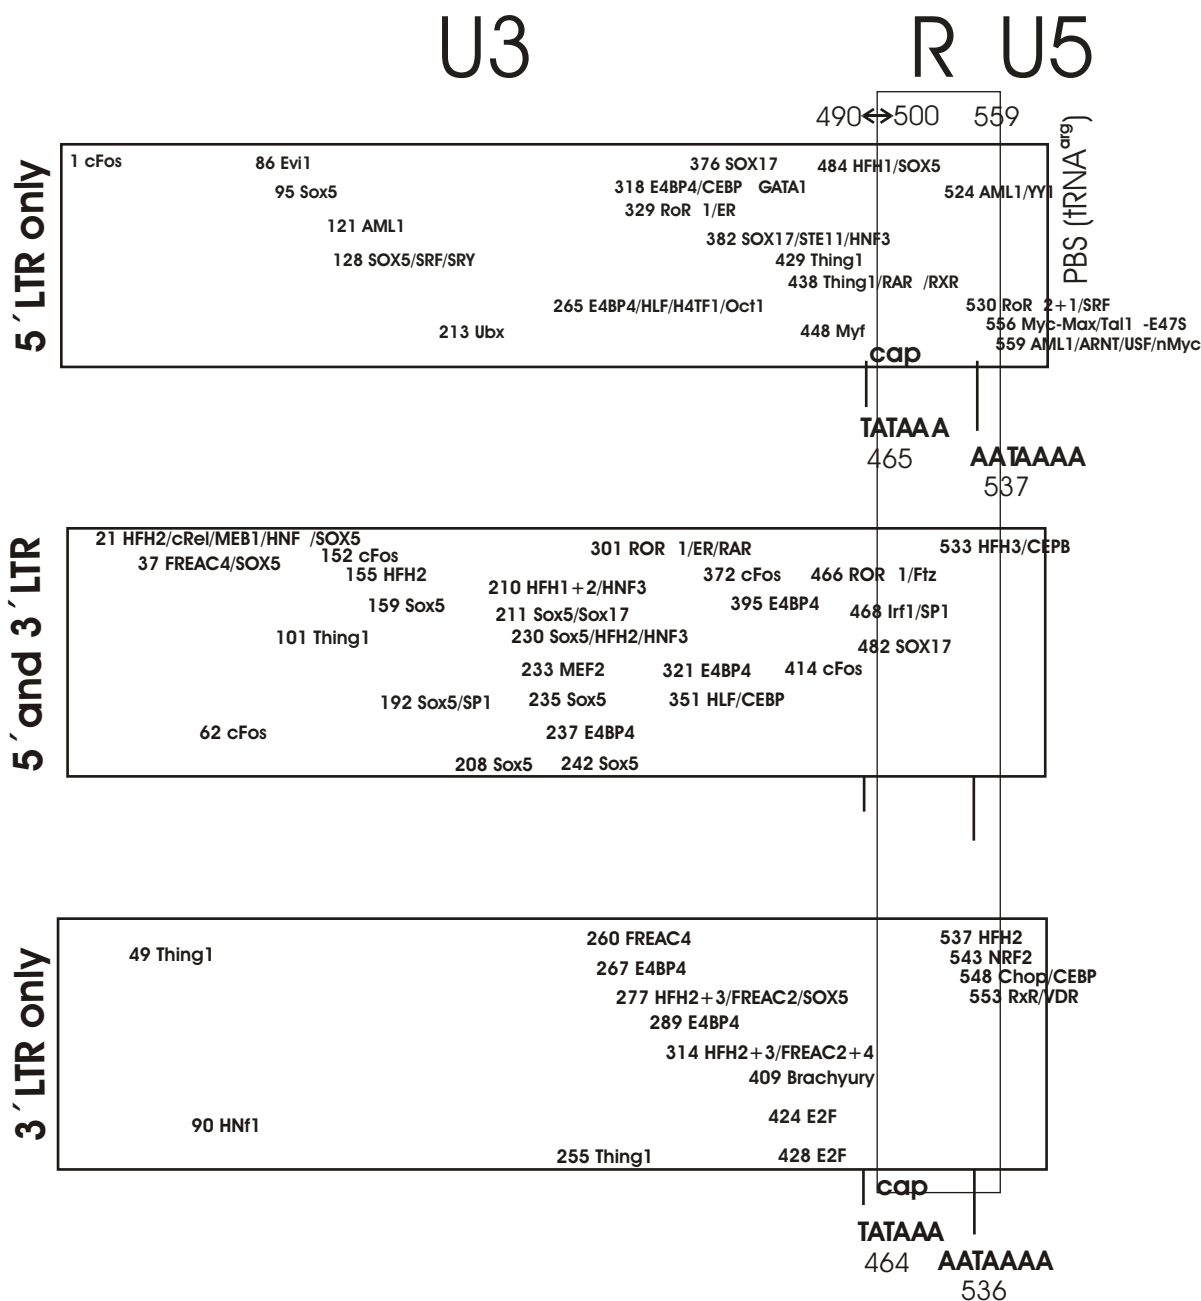 U3 R U5
490 500 559
5´LTR only
PBS (tRNAarg)
1 cFos 86 Evi1 376 SOX17 484 HFH1/SOX5
95 Sox5 318 E4BP4/CEBP GATA1 524 AML1/YY1
121 AML1 329 RoR 1/ER
128 SOX5/SRF/SRY 382 SOX17/STE11/HNF3
429 Thing1
438 Thing1/RAR /RXR
265 E4BP4/HLF/H4TF1/Oct1 530 RoR 2+1/SRF
213 Ubx 448 Myf 556 Myc-Max/Tal1 -E47S
559 AML1/ARNT/USF/nMyc
cap
TATAAA
465
AATAAAA
537
5´and 3´LTR
21 HFH2/cRel/MEB1/HNF /SOX5
152 cFos 301 ROR 1/ER/RAR 533 HFH3/CEPB
37 FREAC4/SOX5
155 HFH2 372 cFos 466 ROR 1/Ftz
210 HFH1+2/HNF3
159 Sox5 395 E4BP4
211 Sox5/Sox17 468 Irf1/SP1
101 Thing1 230 Sox5/HFH2/HNF3
482 SOX17
233 MEF2 321 E4BP4 414 cFos
192 Sox5/SP1 235 Sox5 351 HLF/CEBP
62 cFos 237 E4BP4
208 Sox5 242 Sox5
3´LTR only
260 FREAC4 537 HFH2
49 Thing1 543 NRF2
267 E4BP4 548 Chop/CEBP
277 HFH2+3/FREAC2/SOX5 553 RxR/VDR
289 E4BP4
314 HFH2+3/FREAC2+4
409 Brachyury
424 E2F
90 HNf1
255 Thing1 428 E2F
cap
TATAAA
464
AATAAAA
536